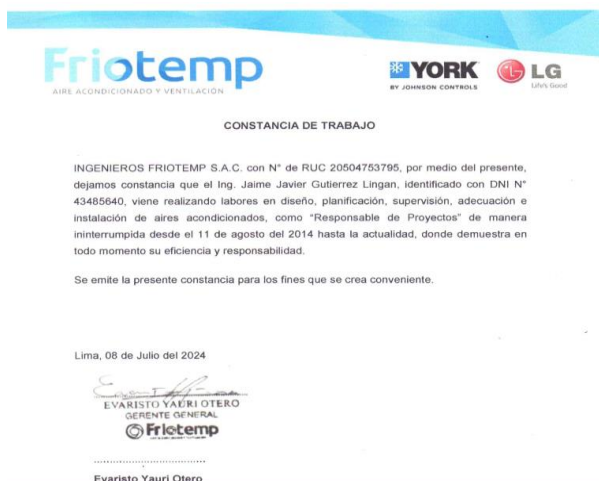 Friotemp
AIRE ACONDICIONADO Y VENTILACIÓN
YORK
BY JOHNSON CONTROLS
LG
Life's Good
CONSTANCIA DE TRABAJO
INGENIEROS FRIOTEMP S.A.C. con N° de RUC 20504753795, por medio del presente,
dejamos constancia que el Ing. Jaime Javier Gutierrez Lingan, identificado con DNI N°
43485640, viene realizando labores en diseño, planificación, supervisión, adecuación e
instalación de aires acondicionados, como "Responsable de Proyectos" de manera
ininterrumpida desde el 11 de agosto del 2014 hasta la actualidad, donde demuestra en
todo momento su eficiencia y responsabilidad.
Se emite la presente constancia para los fines que se crea conveniente.
Lima, 08 de Julio del 2024
EVARISTO YAURI OTERO
GERENTE GENERAL
Friotemp
Evaristo Yauri Otero